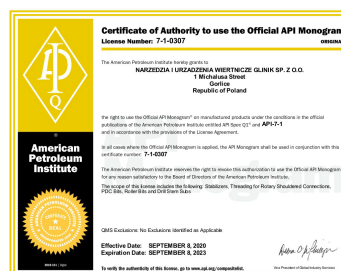 Certificate of Authority to use the Official API Monogram
License Number: 7-1-0307
ORIGINAL
The American Petroleum Institute hereby grants to
NARZEDZIA I URZADZENIA WIERTNICZE GLINIK SP. Z O.O.
1 Michalusa Street
Gorlice
Republic of Poland
the right to use the Official API Monogram® on manufactured products under the conditions in the official
publications of the American Petroleum Institute entitled API Spec Q1® and API-7-1
and in accordance with the provisions of the License Agreement.
American
Petroleum
Institute
In all cases where the Official API Monogram is applied, the API Monogram shall be used in conjunction with this
certificate number: 7-1-0307
The American Petroleum Institute reserves the right to revoke this authorization to use the Official API Monogram
for any reason satisfactory to the Board of Directors of the American Petroleum Institute.
The scope of this license includes the following: Stabilizers, Threading for Rotary Shouldered Connections,
PDC Bits, Roller Bits and Drill Stem Subs
QMS Exclusions: No Exclusions Identified as Applicable
Effective Date: SEPTEMBER 8, 2020
Expiration Date: SEPTEMBER 8, 2023
To verify the authenticity of this license, go to www.api.org/compositelist.
Vice President of Global Industry Services